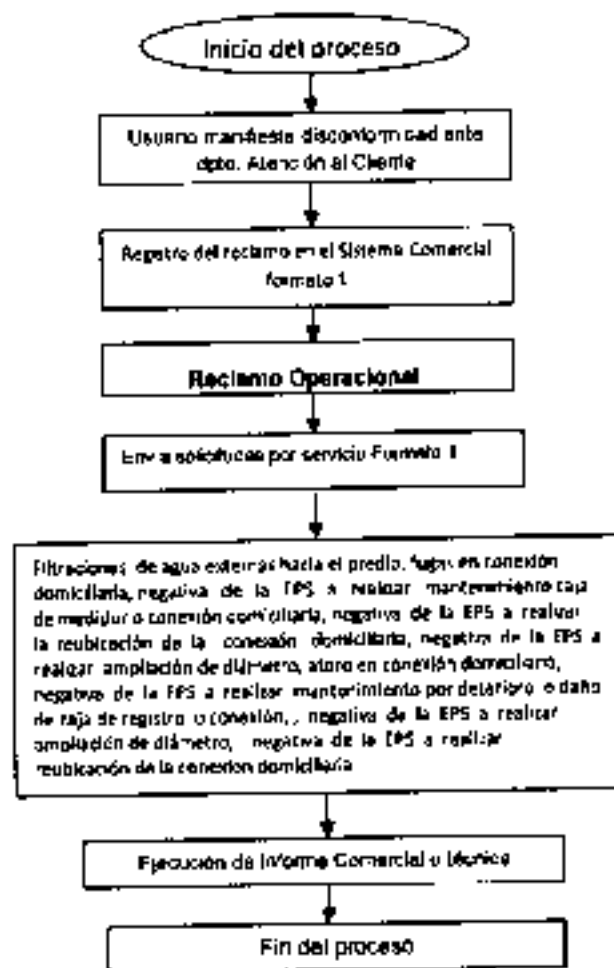 Inicio del proceso
Usuario manifiesta disconformidad ante
dpto. Atención al Cliente
Registro del reclamo en el Sistema Comercial
formato 1
Reclamo Operacional
Envía solicitudes por servicio Formato 1
Filtraciones de agua externas hacia el predio, fugas en conexión
domiciliaria, negativa de la EPS a realizar mantenimiento caja
de medidor o conexión domiciliaria, negativa de la EPS a realizar
la reubicación de la conexión domiciliaria, negativa de la EPS a
realizar ampliación de diámetro, atoro en conexión domiciliaria,
negativa de la EPS a realizar mantenimiento por deterioro o daño
de caja de registro o conexión, , negativa de la EPS a realizar
ampliación de diámetro, negativa de la EPS a realizar
reubicación de la conexión domiciliaria
Ejecución de Informe Comercial o técnico
Fin del proceso